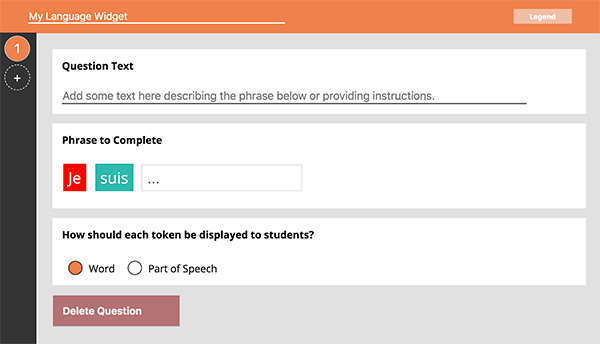 My Language Widget
Legend
1
+
Question Text
Add some text here describing the phrase below or providing instructions.
Phrase to Complete
Je suis ...
How should each token be displayed to students?
Word Part of Speech
Delete Question